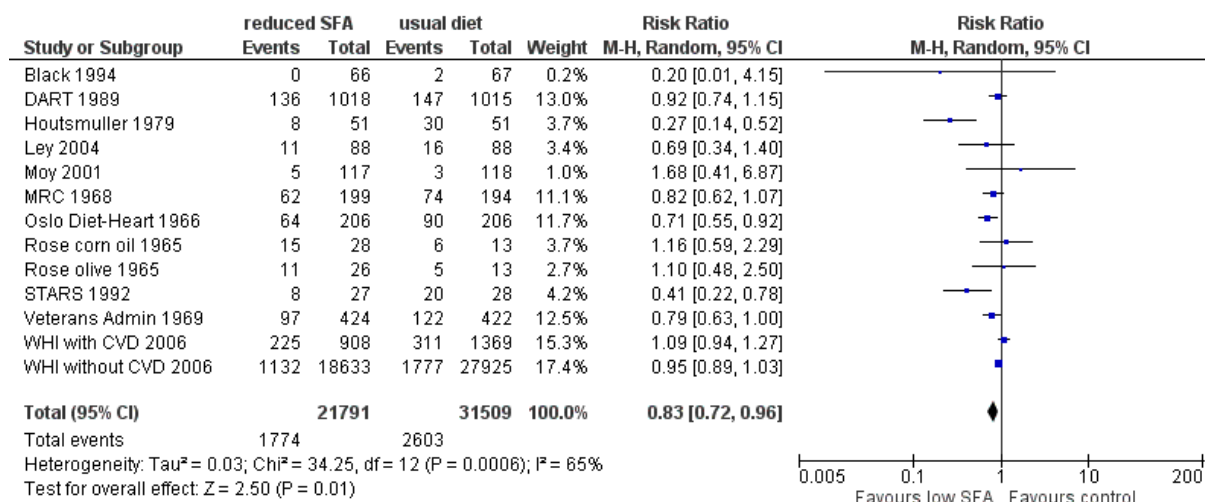 reduced SFA usual diet Risk Ratio Risk Ratio
Study or Subgroup Events Total Events Total Weight M-H, Random, 95% CI M-H, Random, 95% CI
Black 1994 0 66 2 67 0.2% 0.20 [0.01, 4.15]
DART 1989 136 1018 147 1015 13.0% 0.92 [0.74, 1.15]
Houtsmuller 1979 8 51 30 51 3.7% 0.27 [0.14, 0.52]
Ley 2004 11 88 16 88 3.4% 0.69 [0.34, 1.40]
Moy 2001 5 117 3 118 1.0% 1.68 [0.41, 6.87]
MRC 1968 62 199 74 194 11.1% 0.82 [0.62, 1.07]
Oslo Diet-Heart 1966 64 206 90 206 11.7% 0.71 [0.55, 0.92]
Rose corn oil 1965 15 28 6 13 3.7% 1.16 [0.59, 2.29]
Rose olive 1965 11 26 5 13 2.7% 1.10 [0.48, 2.50]
STARS 1992 8 27 20 28 4.2% 0.41 [0.22, 0.78]
Veterans Admin 1969 97 424 122 422 12.5% 0.79 [0.63, 1.00]
WHI with CVD 2006 225 908 311 1369 15.3% 1.09 [0.94, 1.27]
WHI without CVD 2006 1132 18633 1777 27925 17.4% 0.95 [0.89, 1.03]
Total (95% CI) 21791 31509 100.0% 0.83 [0.72, 0.96]
Total events 1774 2603
Heterogeneity: Tau² = 0.03; Chi² = 34.25, df = 12 (P = 0.0006); I² = 65%
Test for overall effect: Z = 2.50 (P = 0.01)
0.005 0.1 1 10 200
Favours low SFA Favours control